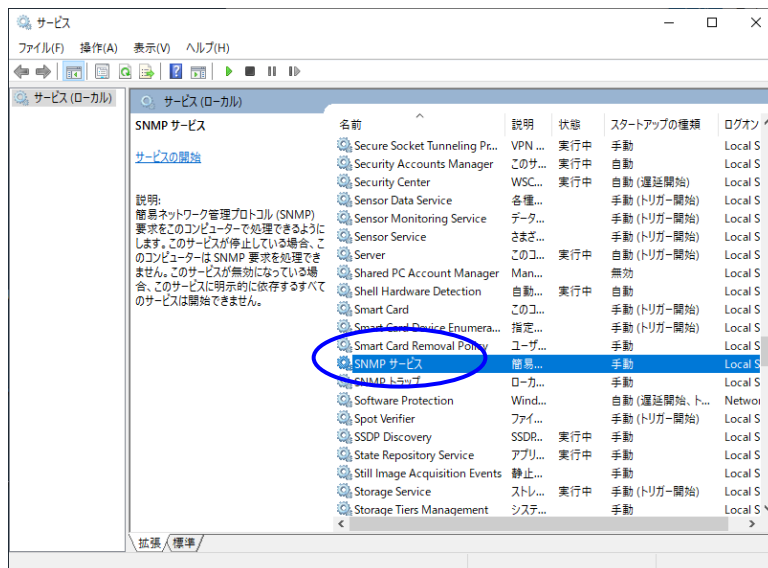 サービス
ファイル(F) 操作(A) 表示(V) ヘルプ(H)
サービス (ローカル)
サービス (ローカル)
SNMP サービス
サービスの開始
説明:
簡易ネットワーク管理プロトコル (SNMP)
要求をこのコンピューターで処理できるように
します。このサービスが停止している場合、こ
のコンピューターは SNMP 要求を処理でき
ません。このサービスが無効になっている場
合、このサービスに明示的に依存するすべて
のサービスは開始できません。
名前 説明 状態 スタートアップの種類 ログオン
Secure Socket Tunneling Pr... VPN ... 実行中 手動 Local S
Security Accounts Manager このサ... 実行中 自動 Local S
Security Center WSC... 実行中 自動 (遅延開始) Local S
Sensor Data Service 各種... 手動 (トリガー開始) Local S
Sensor Monitoring Service データ... 手動 (トリガー開始) Local S
Sensor Service さまざ... 手動 (トリガー開始) Local S
Server このコ... 実行中 自動 (トリガー開始) Local S
Shared PC Account Manager Man... 無効 Local S
Shell Hardware Detection 自動... 実行中 自動 Local S
Smart Card このコ... 手動 (トリガー開始) Local S
Smart Card Device Enumera... 指定... 手動 (トリガー開始) Local S
Smart Card Removal Policy ユーザ... 手動 Local S
SNMP サービス 簡易... 手動 Local S
SNMP トラップ ローカ... 手動 Local S
Software Protection Wind... 自動 (遅延開始、ト... Networ
Spot Verifier ファイ... 手動 (トリガー開始) Local S
SSDP Discovery SSDP... 実行中 手動 Local S
State Repository Service アプリ... 実行中 手動 Local S
Still Image Acquisition Events 静止... 手動 Local S
Storage Service ストレ... 実行中 手動 (トリガー開始) Local S
Storage Tiers Management システ... 手動 Local S
拡張 標準